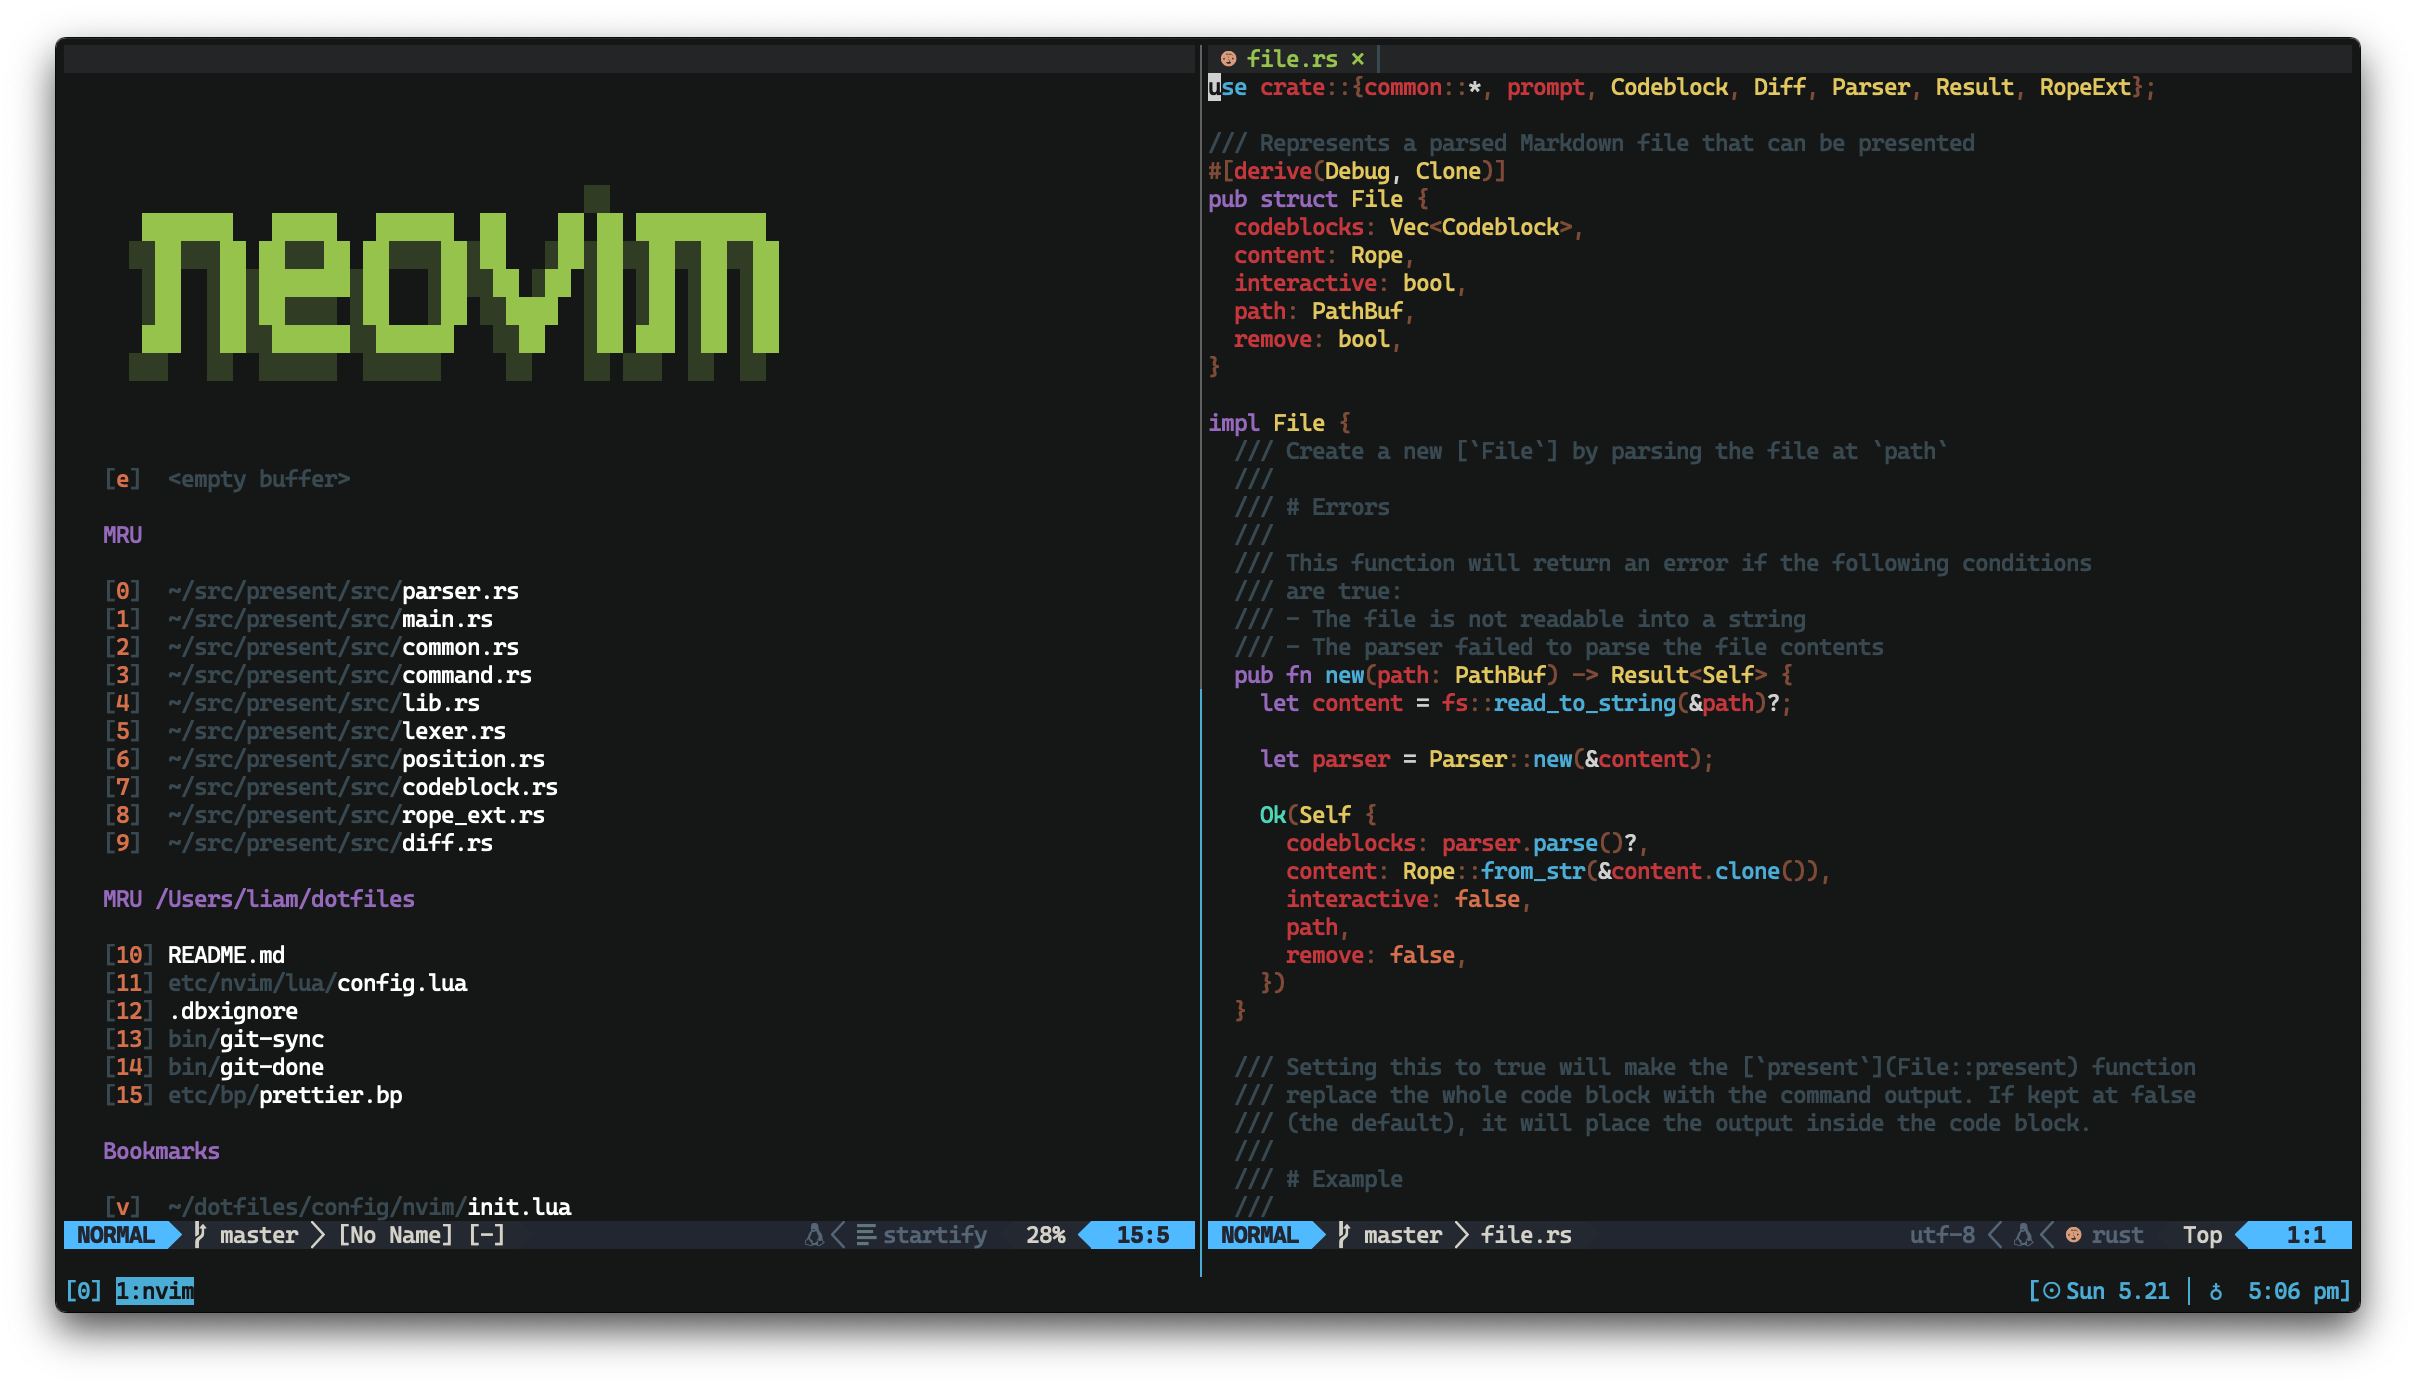 neovim
[e]  <empty buffer>
MRU
[0]  ~/src/present/src/parser.rs
[1]  ~/src/present/src/main.rs
[2]  ~/src/present/src/common.rs
[3]  ~/src/present/src/command.rs
[4]  ~/src/present/src/lib.rs
[5]  ~/src/present/src/lexer.rs
[6]  ~/src/present/src/position.rs
[7]  ~/src/present/src/codeblock.rs
[8]  ~/src/present/src/rope_ext.rs
[9]  ~/src/present/src/diff.rs
MRU /Users/liam/dotfiles
[10] README.md
[11] etc/nvim/lua/config.lua
[12] .dbxignore
[13] bin/git-sync
[14] bin/git-done
[15] etc/bp/prettier.bp
Bookmarks
[v]  ~/dotfiles/config/nvim/init.lua
NORMAL master [No Name] [-] startify 28% 15:5
file.rs ×
use crate::{common::*, prompt, Codeblock, Diff, Parser, Result, RopeExt};
/// Represents a parsed Markdown file that can be presented
#[derive(Debug, Clone)]
pub struct File {
  codeblocks: Vec<Codeblock>,
  content: Rope,
  interactive: bool,
  path: PathBuf,
  remove: bool,
}
impl File {
  /// Create a new [`File`] by parsing the file at `path`
  ///
  /// # Errors
  ///
  /// This function will return an error if the following conditions
  /// are true:
  /// - The file is not readable into a string
  /// - The parser failed to parse the file contents
  pub fn new(path: PathBuf) -> Result<Self> {
    let content = fs::read_to_string(&path)?;
    let parser = Parser::new(&content);
    Ok(Self {
      codeblocks: parser.parse()?,
      content: Rope::from_str(&content.clone()),
      interactive: false,
      path,
      remove: false,
    })
  }
  /// Setting this to true will make the [`present`](File::present) function
  /// replace the whole code block with the command output. If kept at false
  /// (the default), it will place the output inside the code block.
  ///
  /// # Example
  ///
NORMAL master file.rs utf-8 rust Top 1:1
[0] 1:nvim
[☉Sun 5.21 │ ♁ 5:06 pm]